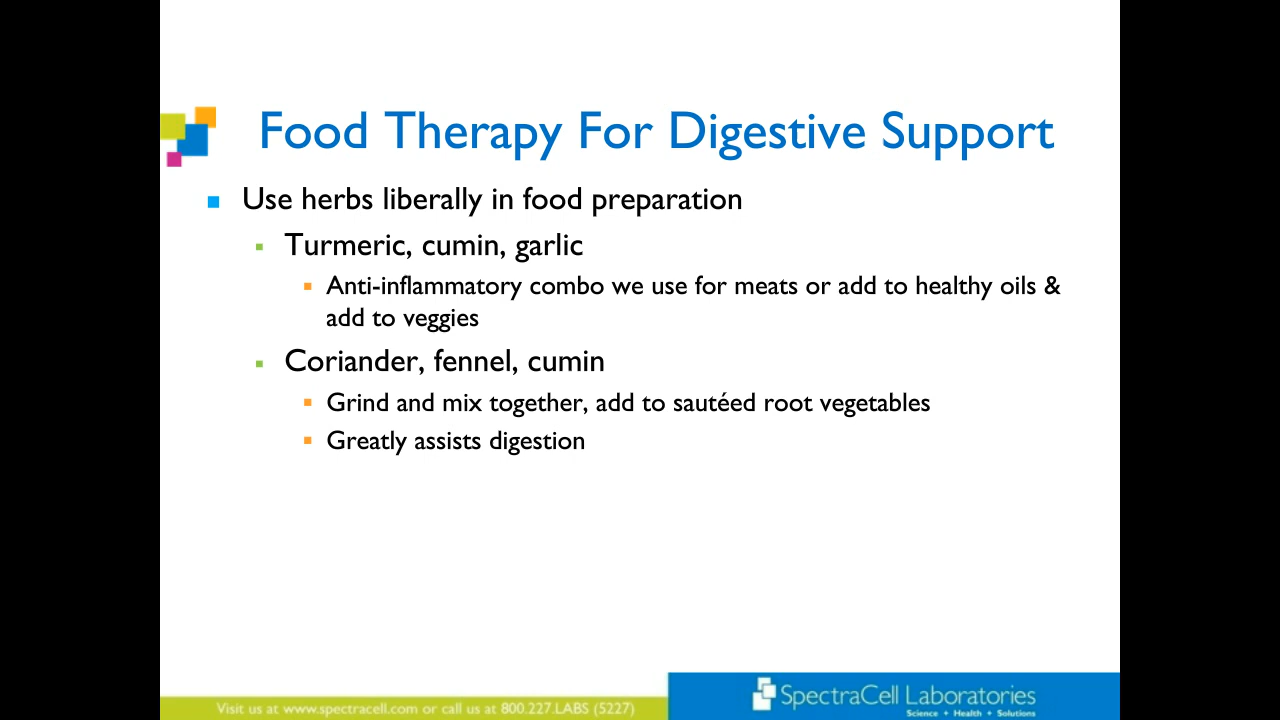 Food Therapy For Digestive Support
Use herbs liberally in food preparation
Turmeric, cumin, garlic
Anti-inflammatory combo we use for meats or add to healthy oils &
add to veggies
Coriander, fennel, cumin
Grind and mix together, add to sautéed root vegetables
Greatly assists digestion
Visit us at www.spectracell.com or call us at 800.227.LABS (5227)
SpectraCell Laboratories
Science + Health + Solutions